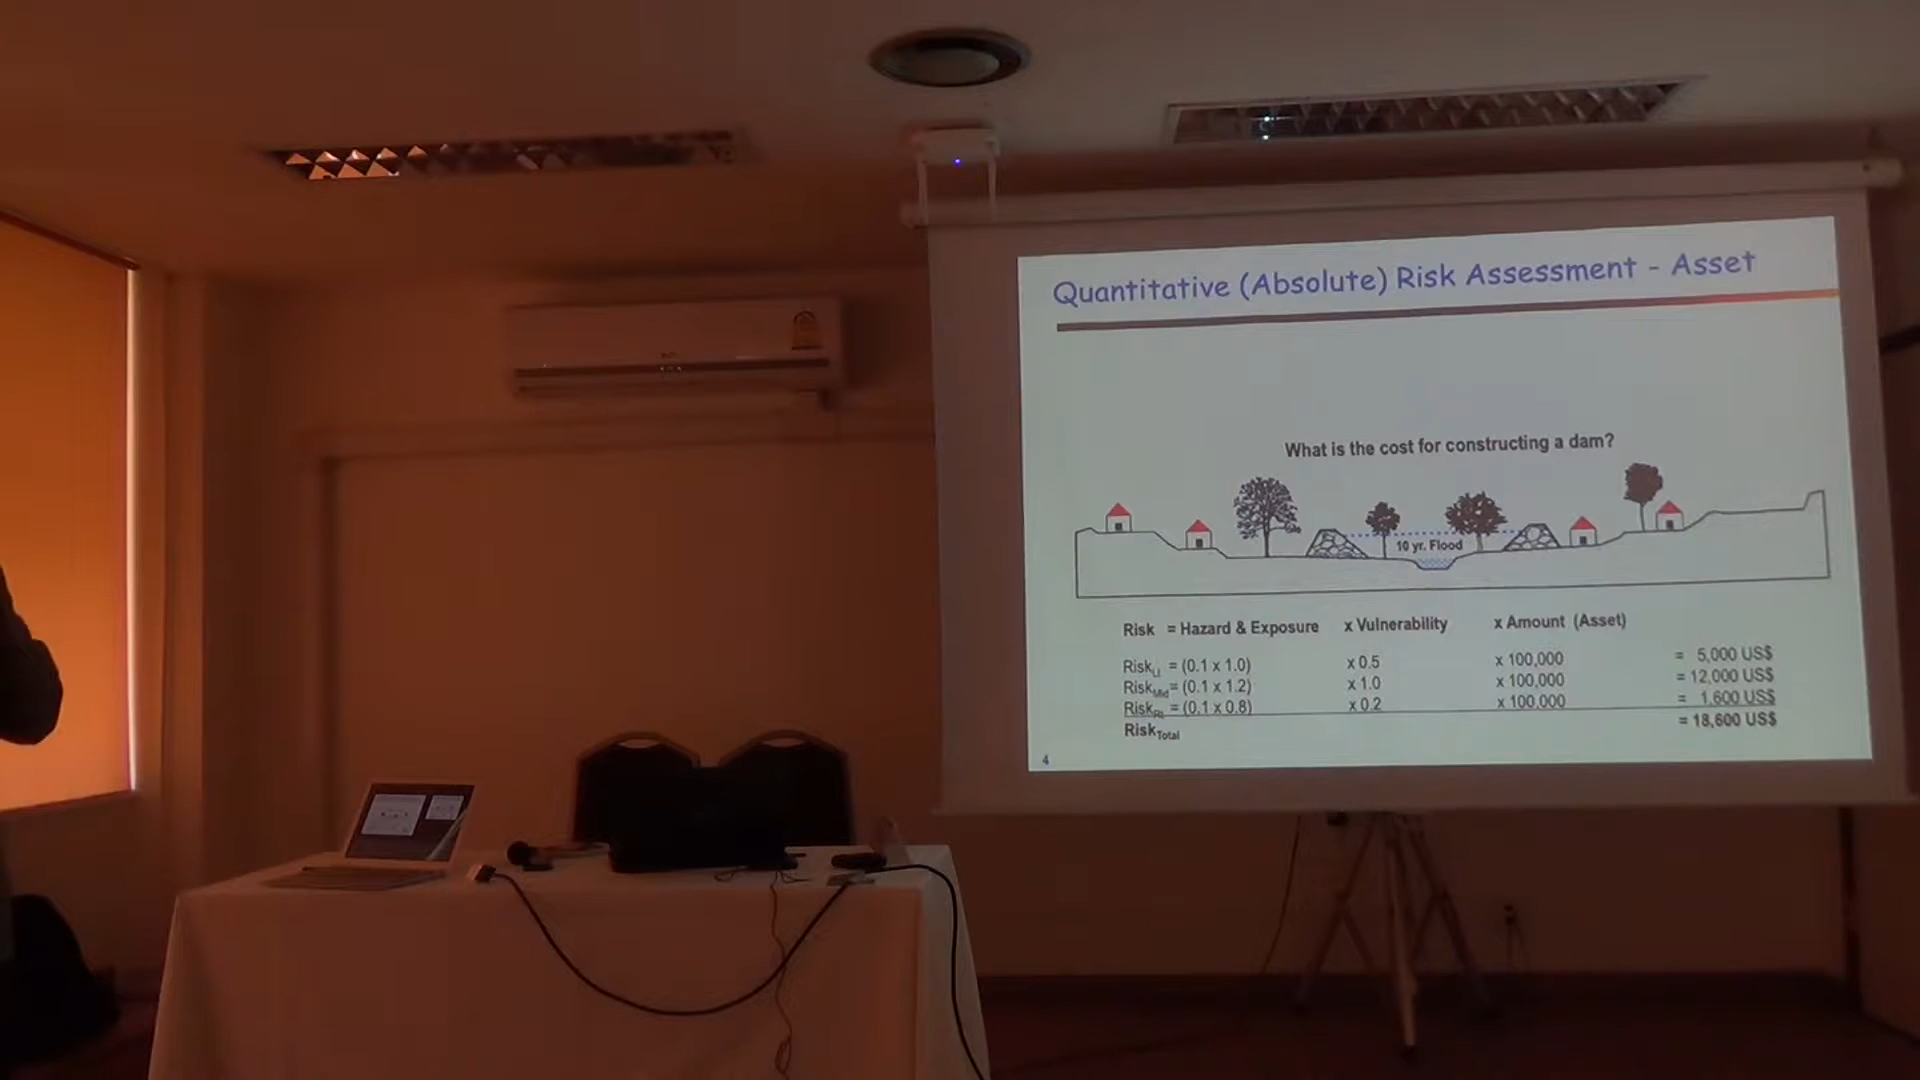 Quantitative (Absolute) Risk Assessment - Asset
What is the cost for constructing a dam?
10 yr. Flood
Risk = Hazard & Exposure x Vulnerability x Amount (Asset)
Risk = (0.1 x 1.0) x 0.5 x 100,000 = 5,000 US$
RiskMid = (0.1 x 1.2) x 1.0 x 100,000 = 12,000 US$
Risk = (0.1 x 0.8) x 0.2 x 100,000 = 1,600 US$
RiskTotal = 18,600 US$
4